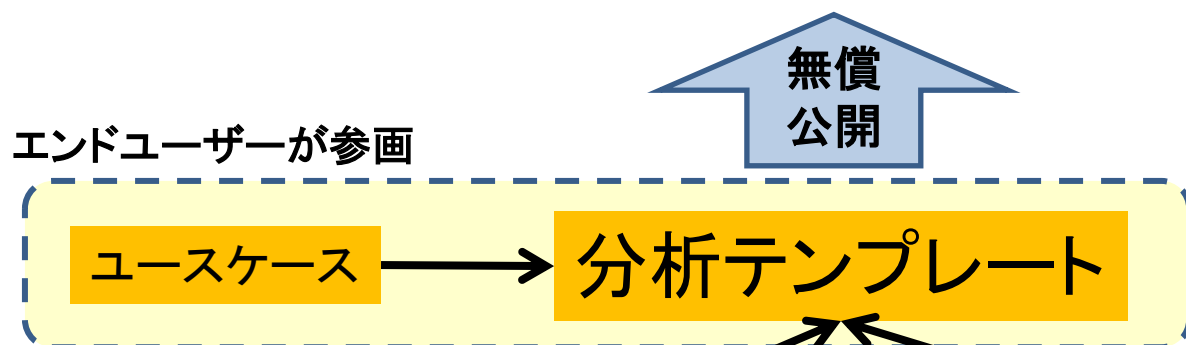 無償
公開
エンドユーザーが参画
ユースケース
分析テンプレート